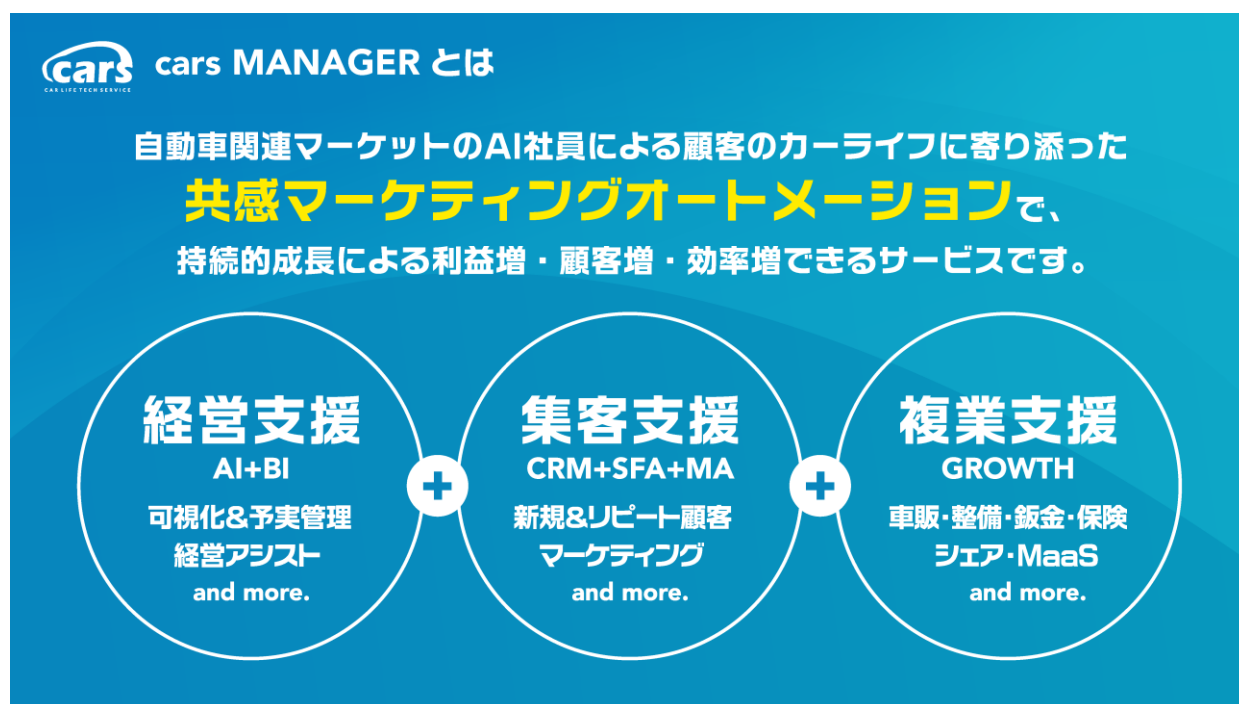 cars
CAR LIFE TECH SERVICE
cars MANAGER とは
自動車関連マーケットのAI社員による顧客のカーライフに寄り添った
共感マーケティングオートメーションで、
持続的成長による利益増・顧客増・効率増できるサービスです。
経営支援
AI+BI
可視化&予実管理
経営アシスト
and more.
+
集客支援
CRM+SFA+MA
新規&リピート顧客
マーケティング
and more.
+
複業支援
GROWTH
車販・整備・鈑金・保険
シェア・MaaS
and more.